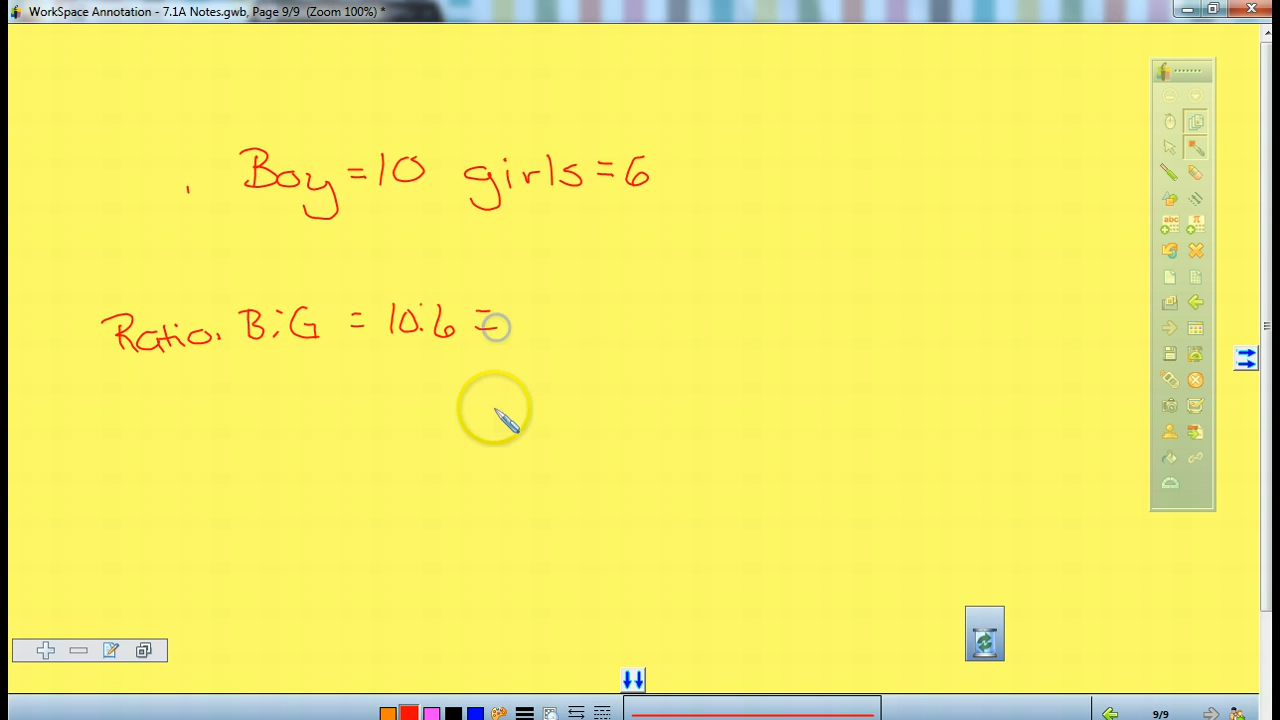 WorkSpace Annotation - 7.1A Notes.gwb, Page 9/9 (Zoom 100%) *
abc π
. Boy = 10 girls = 6
Ratio. B:G = 10:6 =
9/9